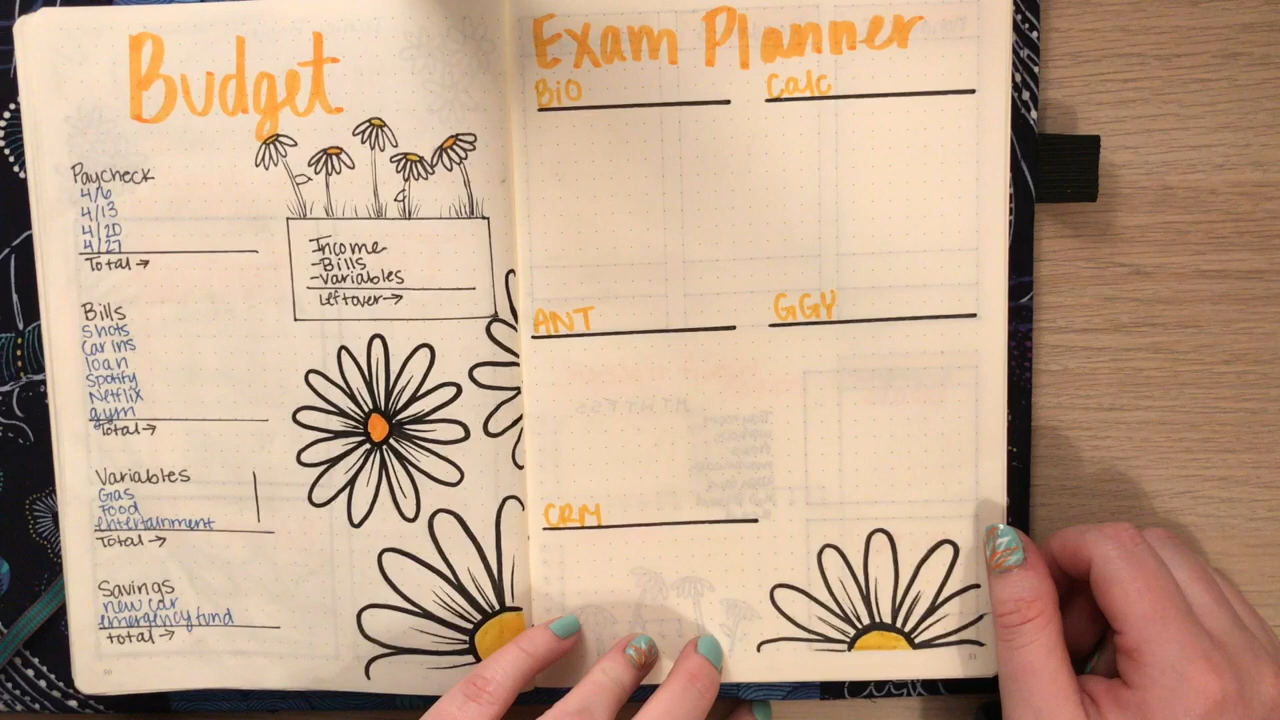 Budget
Paycheck
4/6
4/13
4/20
4/27
Total →
Income
-Bills
-Variables
Leftover →
Bills
Shots
Car ins
loan
Spotify
Netflix
gym
Total →
Variables
Gas
Food
entertainment
Total →
Savings
new car
emergency fund
total →
50
Exam Planner
BiO
Calc
ANT
GGY
CRM
51